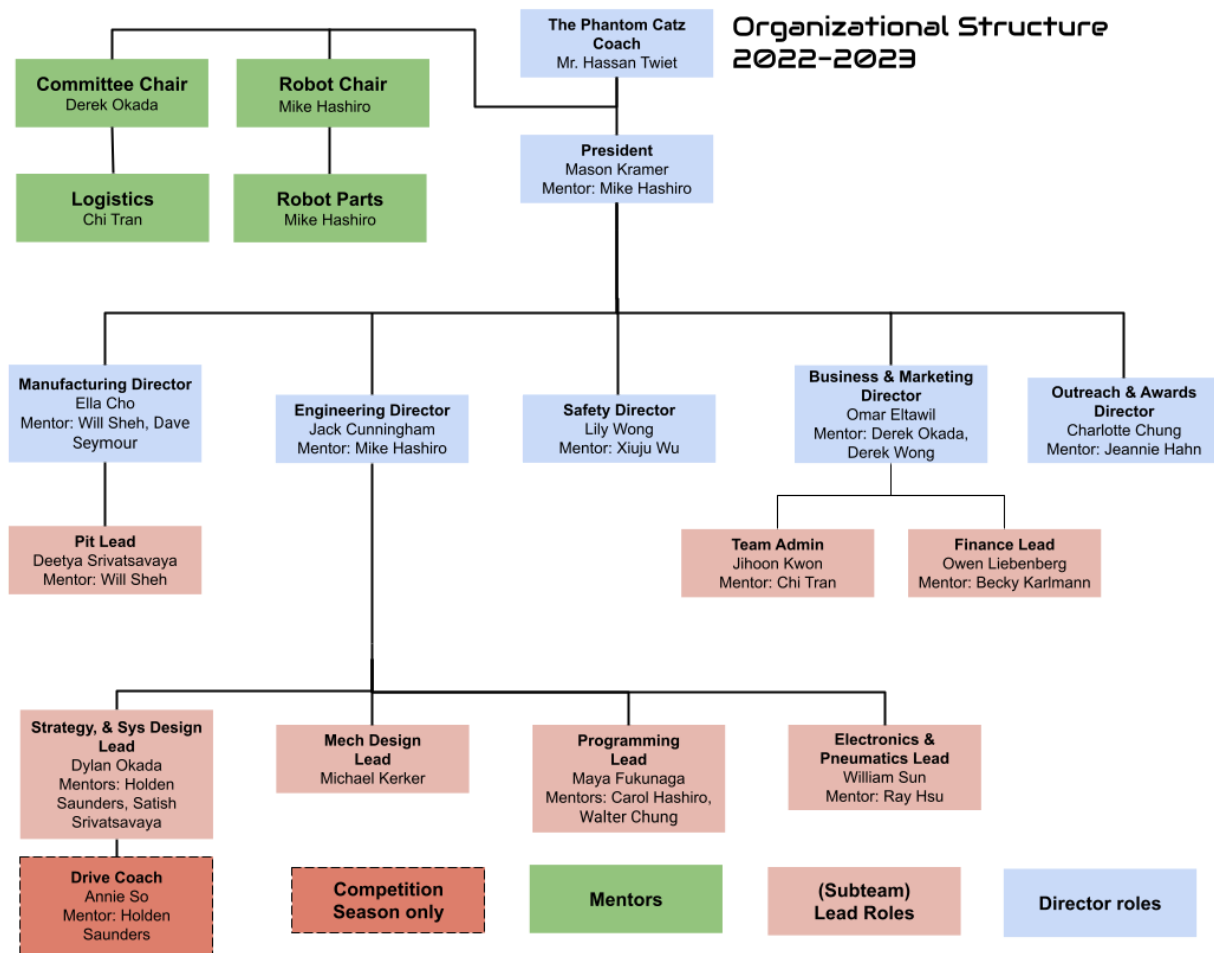 Organizational Structure
2022-2023
The Phantom Catz
Coach
Mr. Hassan Twiet
Committee Chair
Derek Okada
Robot Chair
Mike Hashiro
President
Mason Kramer
Mentor: Mike Hashiro
Logistics
Chi Tran
Robot Parts
Mike Hashiro
Manufacturing Director
Ella Cho
Mentor: Will Sheh, Dave
Seymour
Engineering Director
Jack Cunningham
Mentor: Mike Hashiro
Safety Director
Lily Wong
Mentor: Xiuju Wu
Business & Marketing
Director
Omar Eltawil
Mentor: Derek Okada,
Derek Wong
Outreach & Awards
Director
Charlotte Chung
Mentor: Jeannie Hahn
Pit Lead
Deetya Srivatsavaya
Mentor: Will Sheh
Team Admin
Jihoon Kwon
Mentor: Chi Tran
Finance Lead
Owen Liebenberg
Mentor: Becky Karlmann
Strategy, & Sys Design
Lead
Dylan Okada
Mentors: Holden
Saunders, Satish
Srivatsavaya
Mech Design
Lead
Michael Kerker
Programming
Lead
Maya Fukunaga
Mentors: Carol Hashiro,
Walter Chung
Electronics &
Pneumatics Lead
William Sun
Mentor: Ray Hsu
Drive Coach
Annie So
Mentor: Holden
Saunders
Competition
Season only
Mentors
(Subteam)
Lead Roles
Director roles